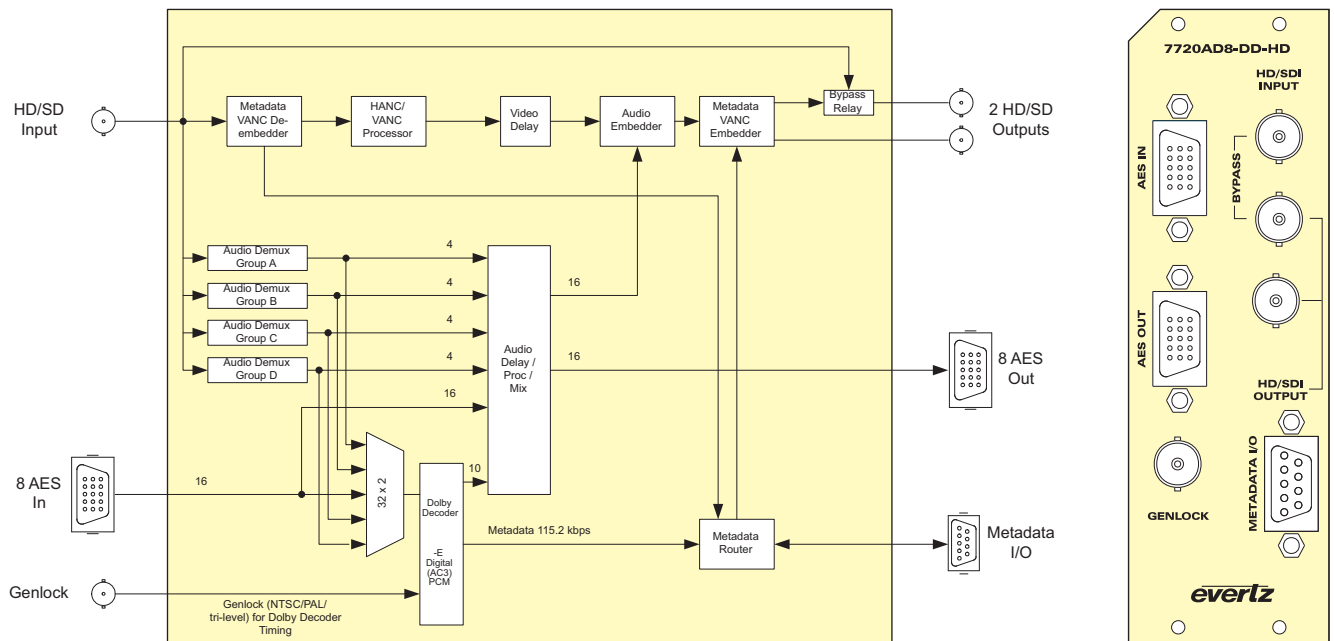 HD/SD
Input
Metadata
VANC De-
embedder
HANC/
VANC
Processor
Video
Delay
Audio
Embedder
Metadata
VANC
Embedder
Bypass
Relay
2 HD/SD
Outputs
Audio Demux
Group A
Audio Demux
Group B
Audio Demux
Group C
Audio Demux
Group D
4
4
4
4
16
16
16
Audio
Delay /
Proc /
Mix
8 AES
Out
8 AES
In
16
32 x 2
10
Dolby
Decoder
-E
Digital
(AC3)
PCM
Metadata 115.2 kbps
Metadata
Router
Metadata
I/O
Genlock
Genlock (NTSC/PAL/
tri-level) for Dolby Decoder
Timing
7720AD8-DD-HD
HD/SDI
INPUT
AES IN
BYPASS
AES OUT
HD/SDI
OUTPUT
METADATA I/O
GENLOCK
evertz